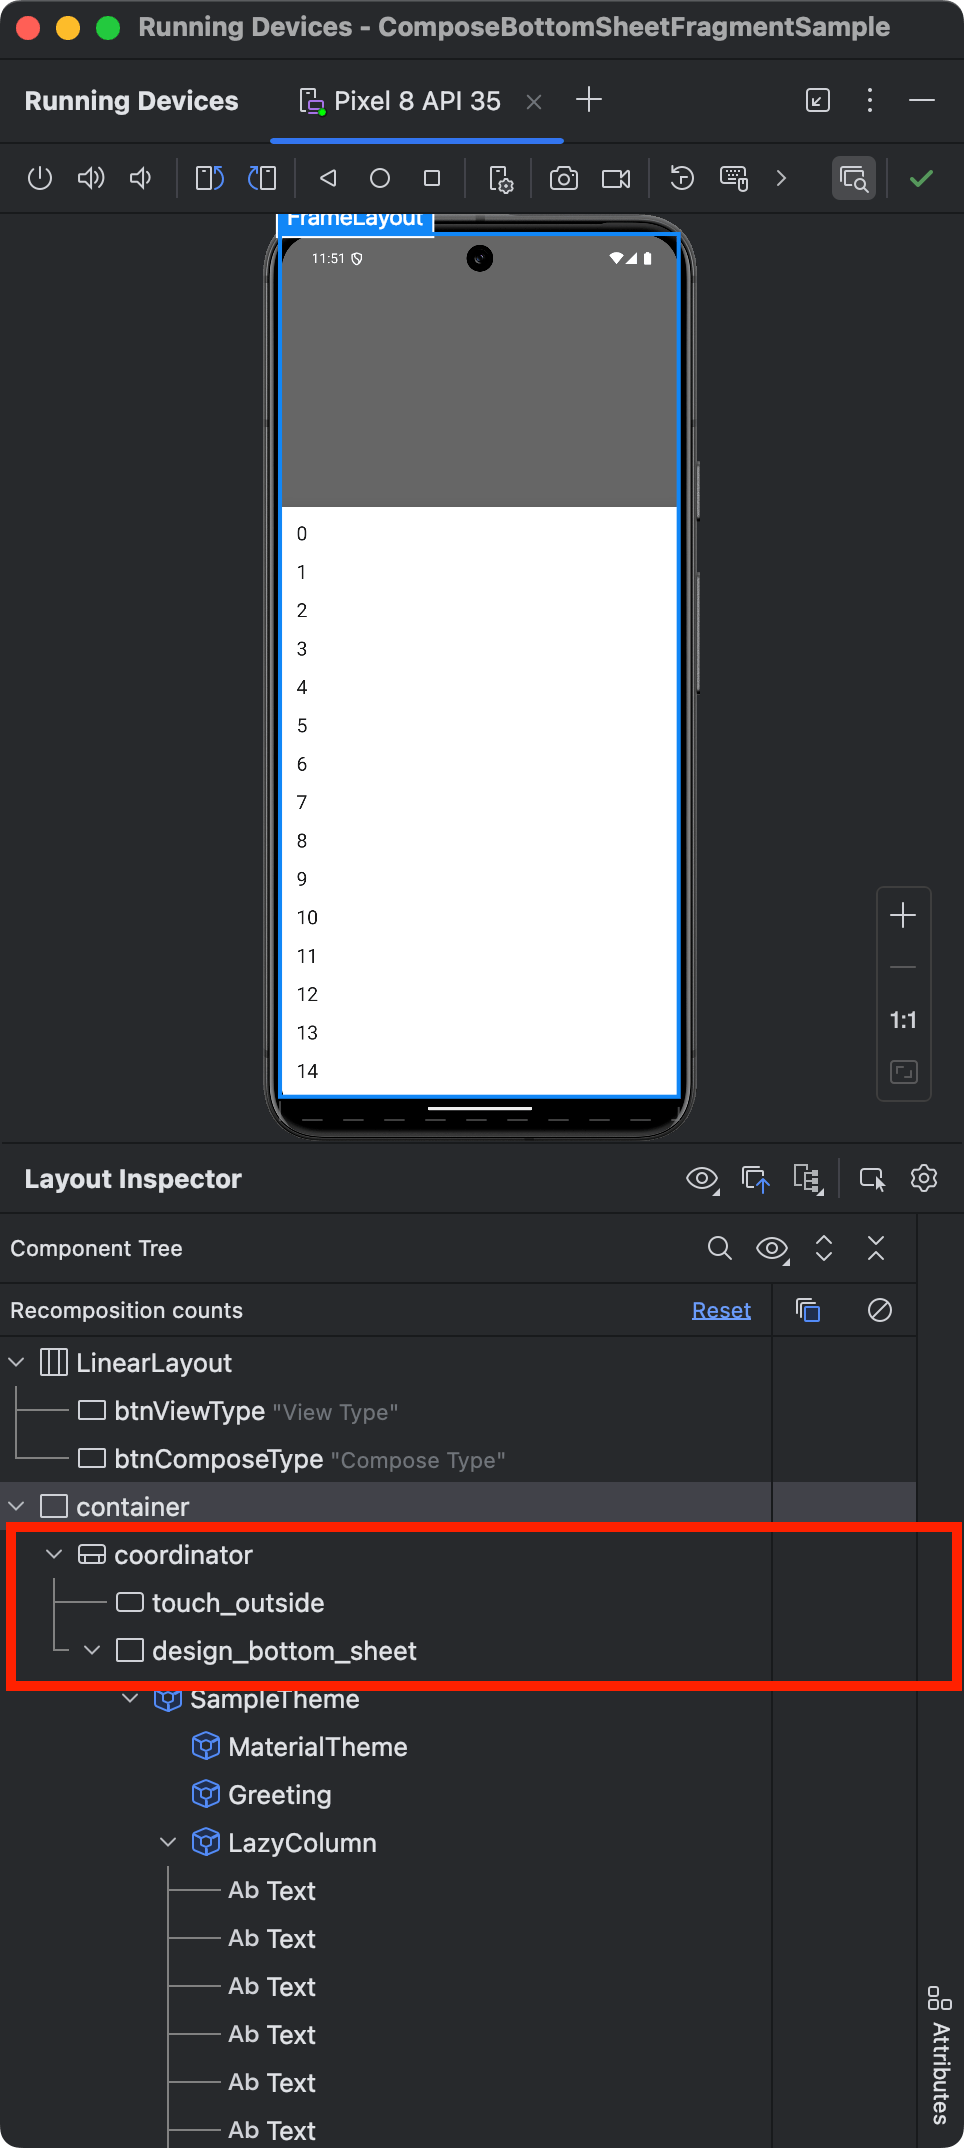 Running Devices - ComposeBottomSheetFragmentSample
Running Devices
Pixel 8 API 35
FrameLayout
11:51
0
1
2
3
4
5
6
7
8
9
10
11
12
13
14
1:1
Layout Inspector
Component Tree
Recomposition counts
Reset
LinearLayout
btnViewType "View Type"
btnComposeType "Compose Type"
container
coordinator
touch_outside
design_bottom_sheet
SampleTheme
MaterialTheme
Greeting
LazyColumn
Ab Text
Ab Text
Ab Text
Ab Text
Ab Text
Ab Text
Attributes